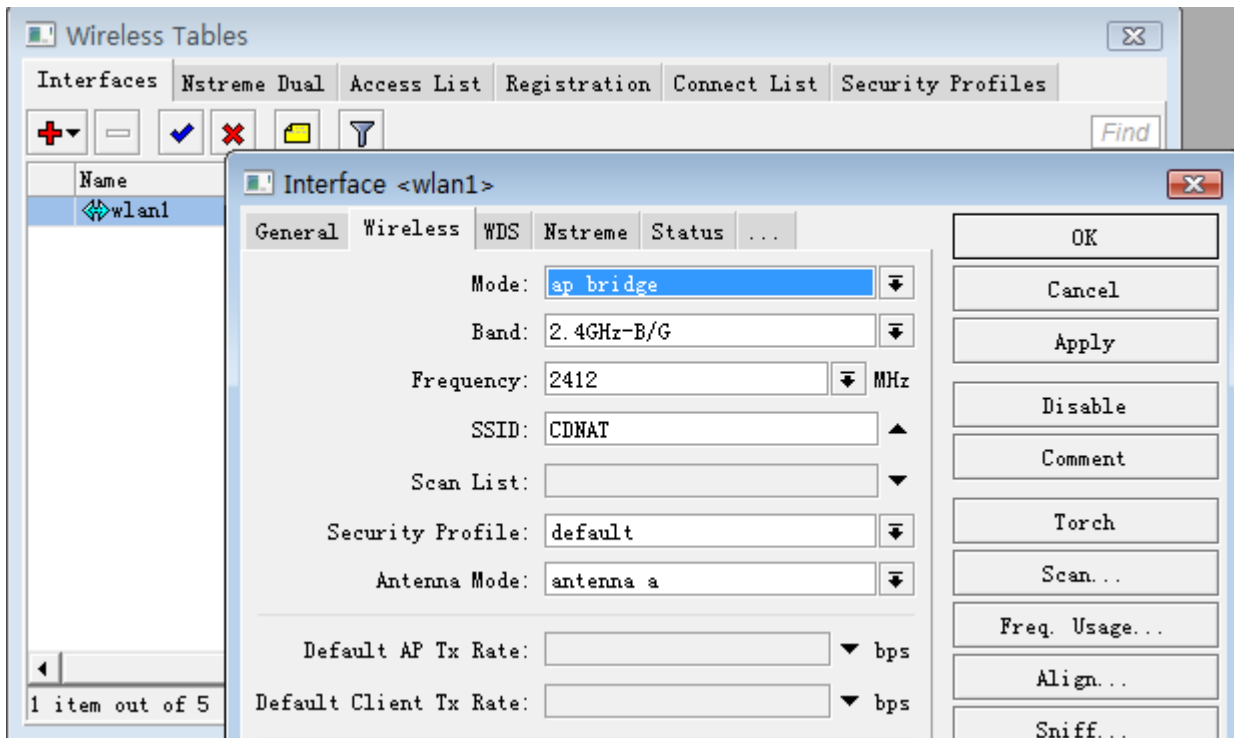 Wireless Tables
Interfaces Nstreme Dual Access List Registration Connect List Security Profiles
Find
Name
wlan1
1 item out of 5
Interface <wlan1>
General Wireless WDS Nstreme Status ...
Mode: ap bridge
Band: 2.4GHz-B/G
Frequency: 2412 MHz
SSID: CDNAT
Scan List:
Security Profile: default
Antenna Mode: antenna a
Default AP Tx Rate: bps
Default Client Tx Rate: bps
OK
Cancel
Apply
Disable
Comment
Torch
Scan...
Freq. Usage...
Align...
Sniff...